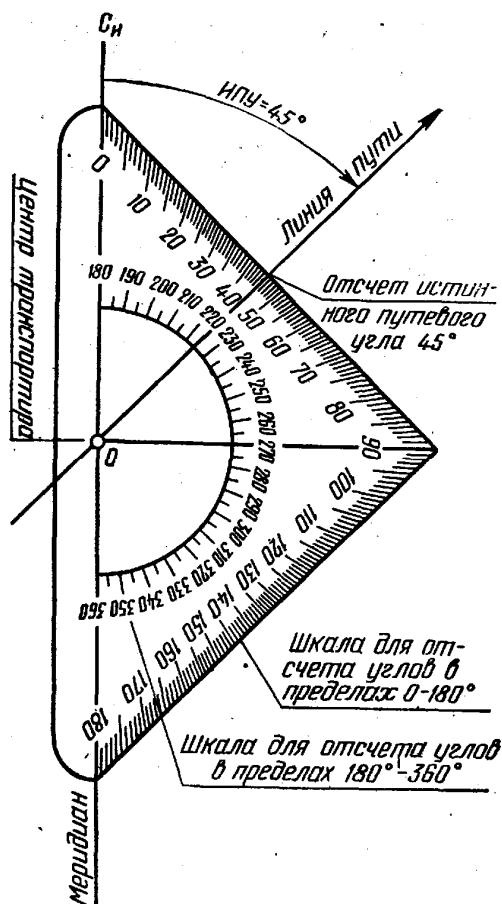 Си
ИПУ=45°
Линия пути
Центр транспортира
Отсчет истин-
ного путевого
угла 45°
0 10 20 30 40 50 60 70 80 90
100 110 120 130 140 150 160 170 180
180 190 200 210 220 230 240 250 260 270 280 290 300 310 320 330 340 350 360
0
Шкала для от-
счета углов в
пределах 0-180°
Шкала для отсчета углов
в пределах 180°-360°
Меридиан